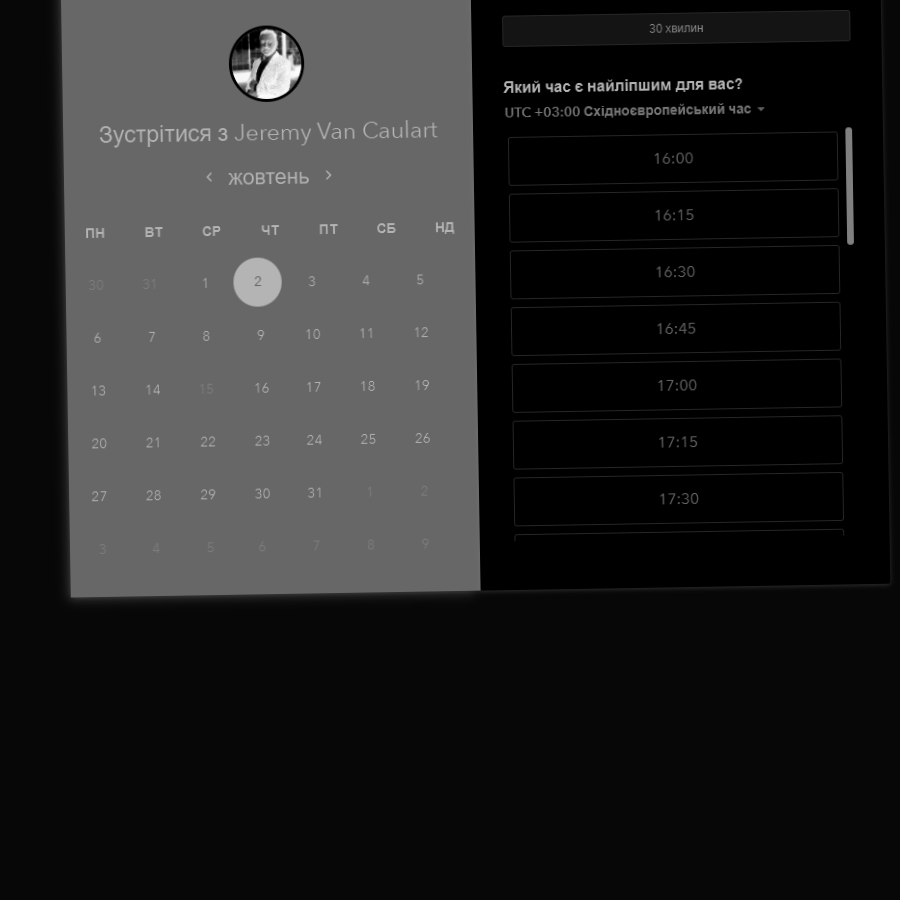 Зустрітися з Jeremy Van Caulart
жовтень
ПН ВТ СР ЧТ ПТ СБ НД
30 31 1 2 3 4 5
6 7 8 9 10 11 12
13 14 15 16 17 18 19
20 21 22 23 24 25 26
27 28 29 30 31 1 2
3 4 5 6 7 8 9
30 хвилин
Який час є найліпшим для вас?
UTC +03:00 Східноєвропейський час
16:00
16:15
16:30
16:45
17:00
17:15
17:30